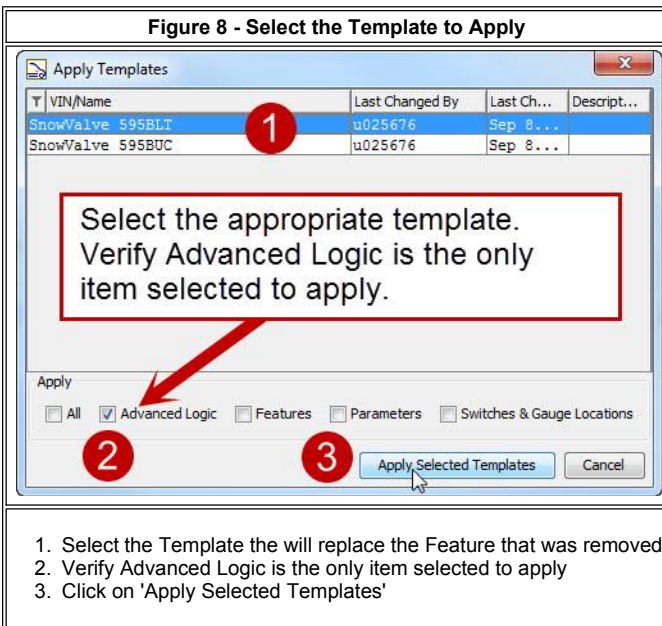 Figure 8 - Select the Template to Apply
Apply Templates
VIN/Name Last Changed By Last Ch... Descript...
SnowValve 595BLT u025676 Sep 8...
SnowValve 595BUC u025676 Sep 8...
1
Select the appropriate template.
Verify Advanced Logic is the only
item selected to apply.
Apply
All Advanced Logic Features Parameters Switches & Gauge Locations
2
3
Apply Selected Templates Cancel
1. Select the Template the will replace the Feature that was removed
2. Verify Advanced Logic is the only item selected to apply
3. Click on 'Apply Selected Templates'